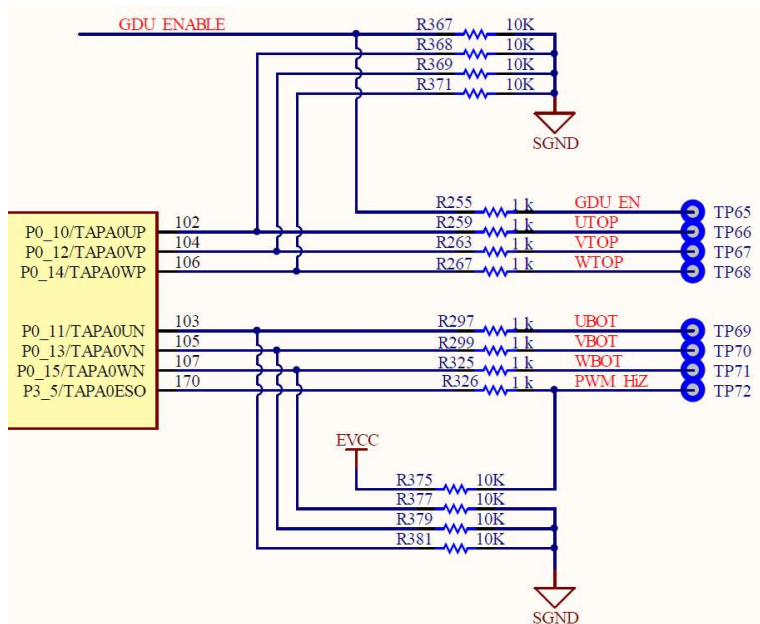 GDU_ENABLE R367 10K
R368 10K
R369 10K
R371 10K
SGND
R255 1 k GDU_EN TP65
P0_10/TAPA0UP 102 R259 1 k UTOP TP66
P0_12/TAPA0VP 104 R263 1 k VTOP TP67
P0_14/TAPA0WP 106 R267 1 k WTOP TP68
P0_11/TAPA0UN 103 R297 1 k UBOT TP69
P0_13/TAPA0VN 105 R299 1 k VBOT TP70
P0_15/TAPA0WN 107 R325 1 k WBOT TP71
P3_5/TAPA0ESO 170 R326 1 k PWM_HiZ TP72
EVCC
R375 10K
R377 10K
R379 10K
R381 10K
SGND